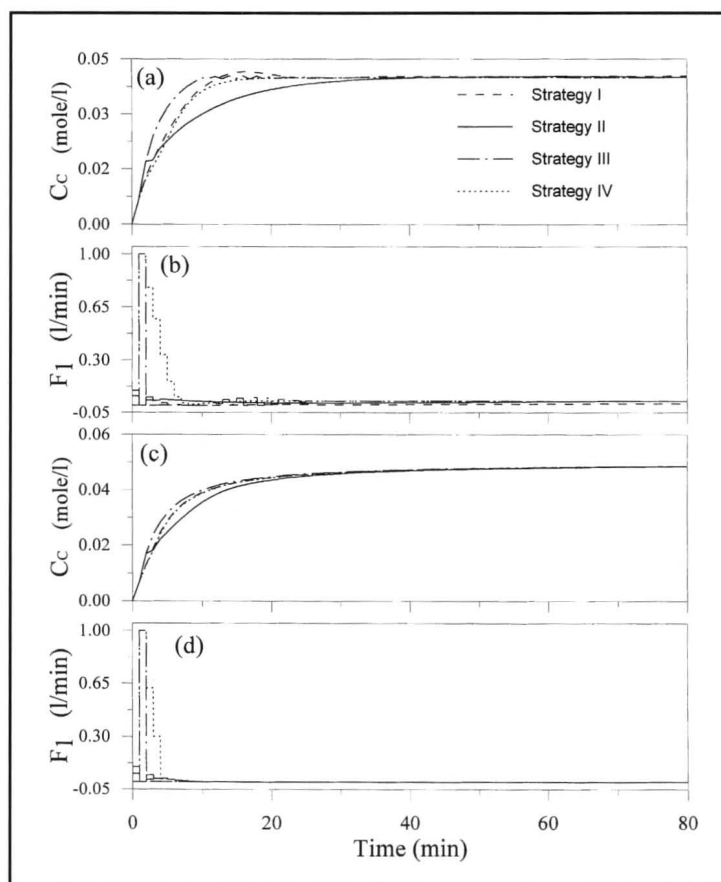 (a)
Cc (mole/l)
0.05
0.03
0.02
0.00
Strategy I
Strategy II
Strategy III
Strategy IV
(b)
F1 (l/min)
1.00
0.65
0.30
-0.05
(c)
Cc (mole/l)
0.06
0.04
0.02
0.00
(d)
F1 (l/min)
1.00
0.65
0.30
-0.05
0 20 40 60 80
Time (min)